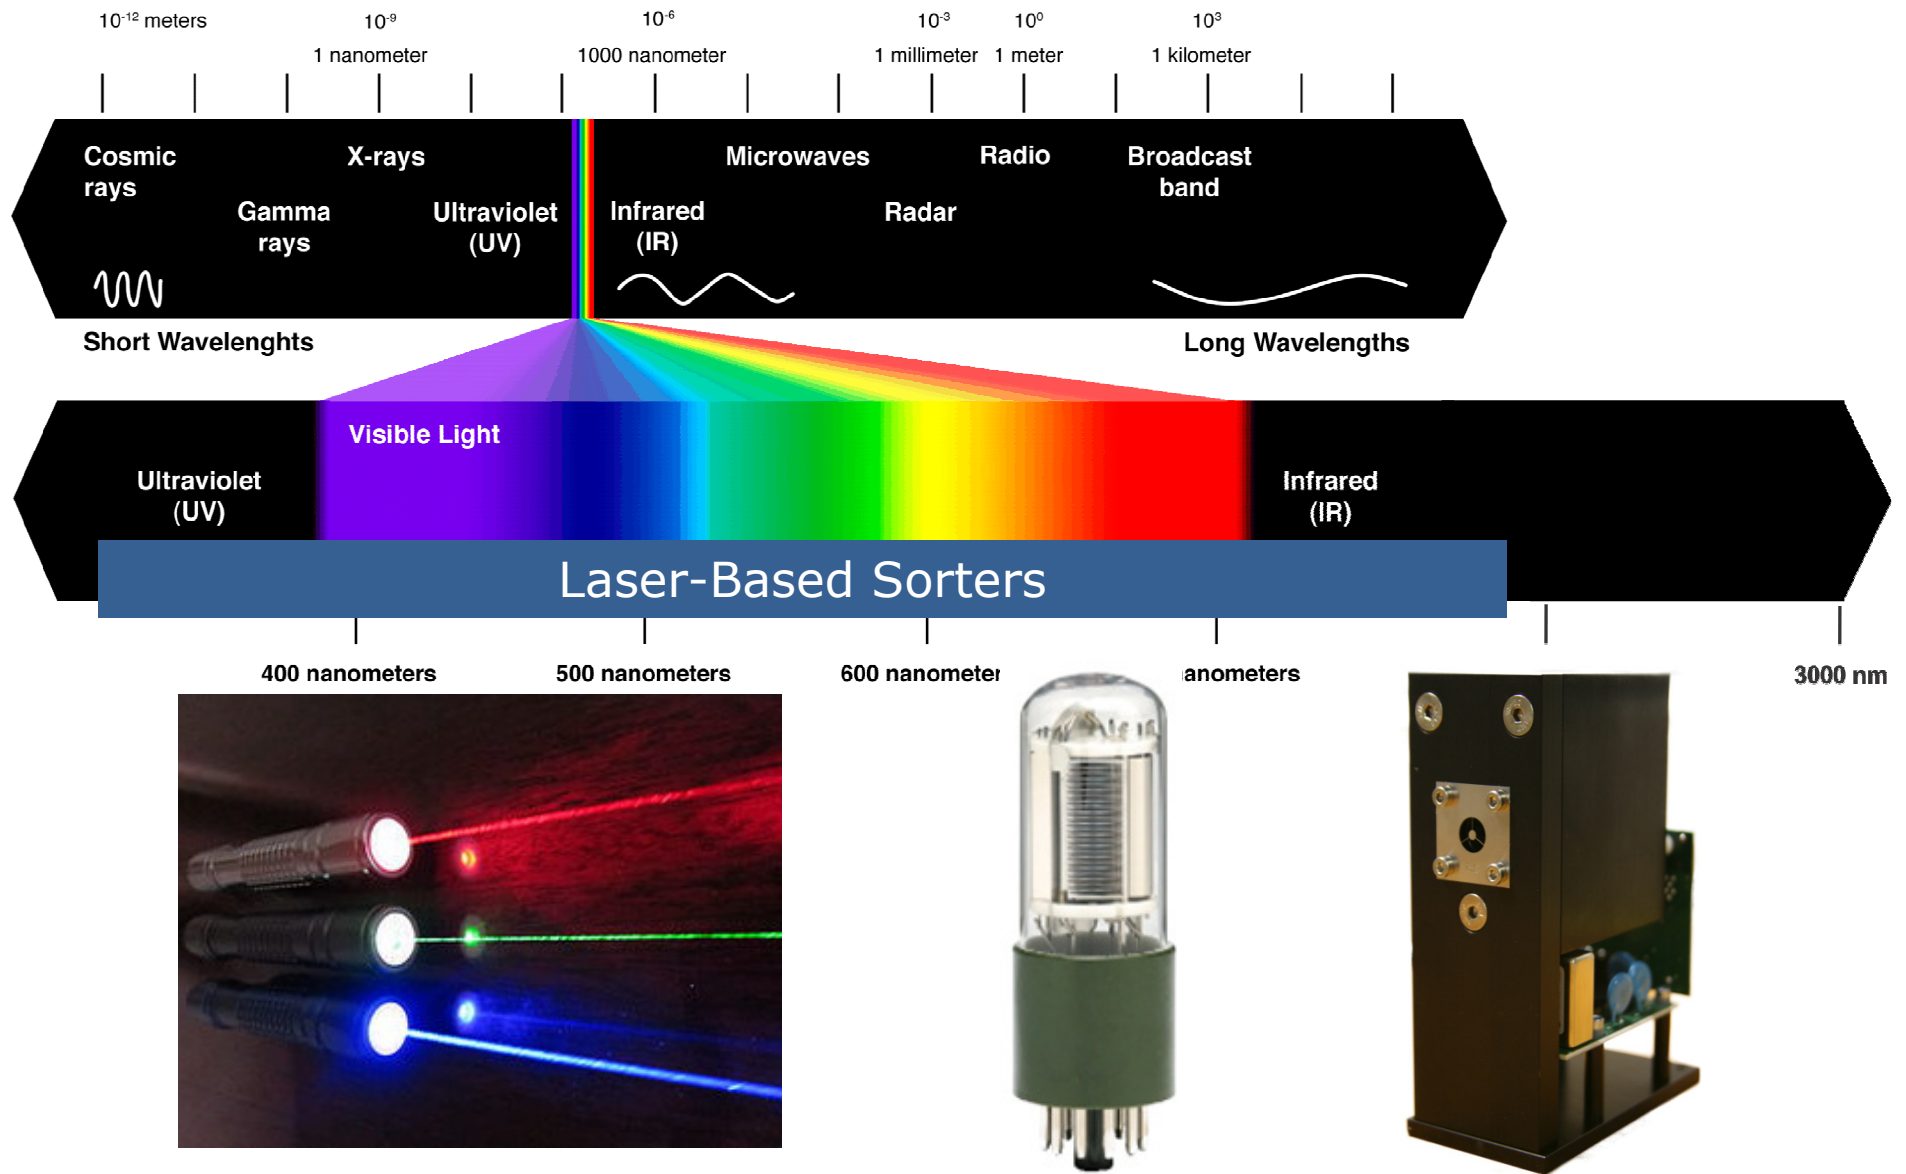 10⁻¹² meters 10⁻⁹ 10⁻⁶ 10⁻³ 10⁰ 10³
1 nanometer 1000 nanometer 1 millimeter 1 meter 1 kilometer
Cosmic
rays
X-rays
Microwaves
Radio
Broadcast
band
Gamma
rays
Ultraviolet
(UV)
Infrared
(IR)
Radar
Short Wavelenghts
Long Wavelengths
Visible Light
Ultraviolet
(UV)
Infrared
(IR)
Laser-Based Sorters
400 nanometers 500 nanometers 600 nanometer anometers 3000 nm